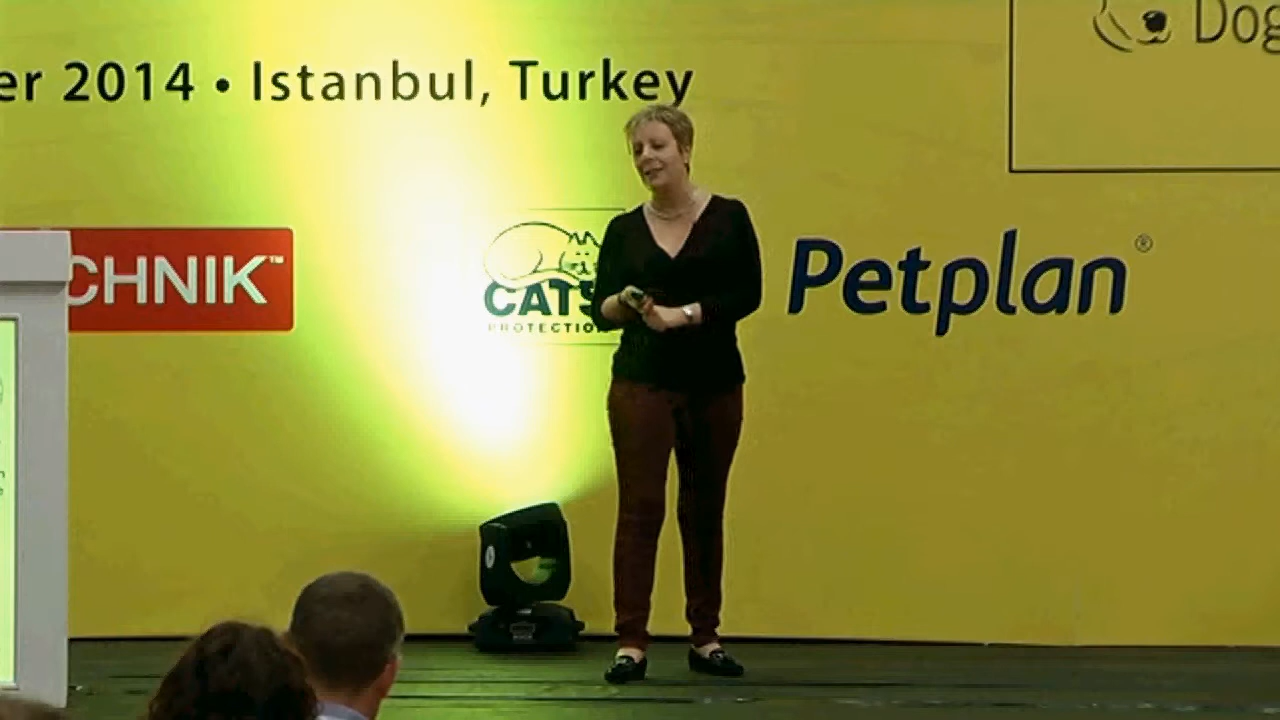 er 2014 • Istanbul, Turkey
Dog
CHNIK™
CATS
PROTECTION
Petplan®